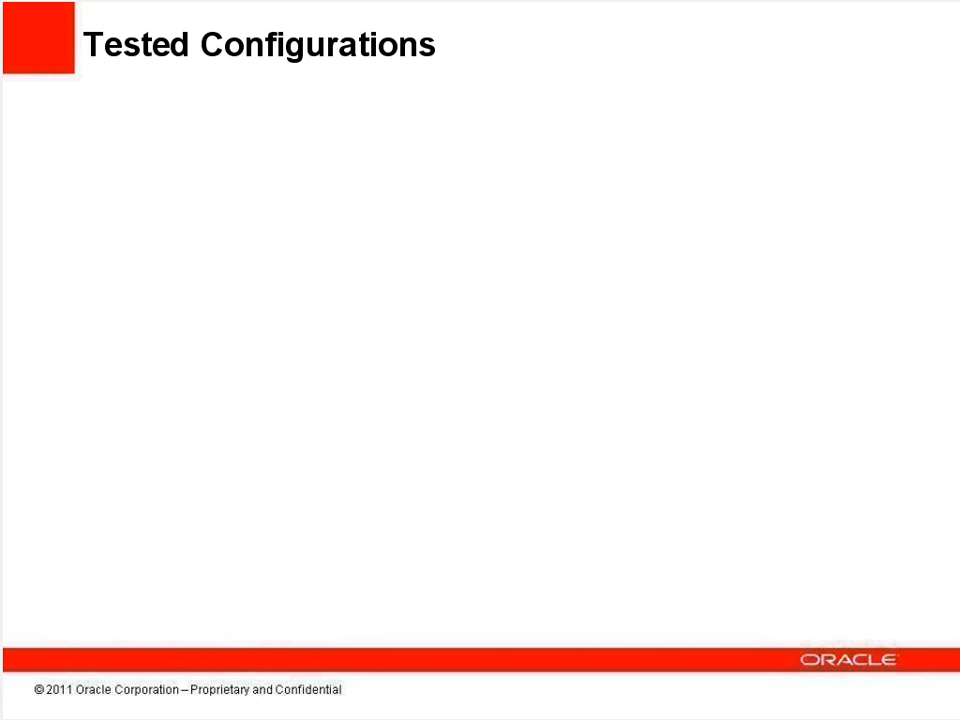 Tested Configurations
ORACLE
© 2011 Oracle Corporation – Proprietary and Confidential